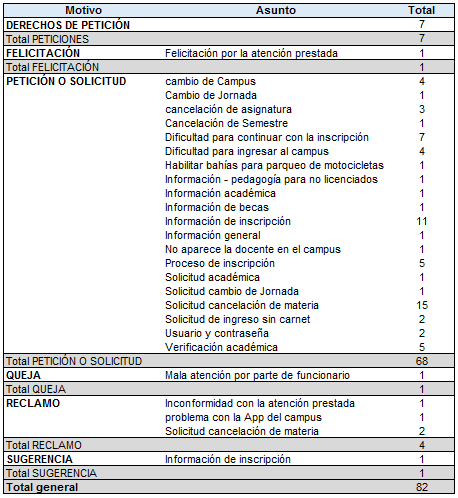 Motivo Asunto Total
DERECHOS DE PETICIÓN 7
Total PETICIONES 7
FELICITACIÓN Felicitación por la atención prestada 1
Total FELICITACIÓN 1
PETICIÓN O SOLICITUD cambio de Campus 4
Cambio de Jornada 1
cancelación de asignatura 3
Cancelación de Semestre 1
Dificultad para continuar con la inscripción 7
Dificultad para ingresar al campus 4
Habilitar bahías para parqueo de motocicletas 1
Información - pedagogía para no licenciados 1
Información académica 1
Información de becas 1
Información de inscripción 11
Información general 1
No aparece la docente en el campus 1
Proceso de inscripción 5
Solicitud académica 1
Solicitud cambio de Jornada 1
Solicitud cancelación de materia 15
Solicitud de ingreso sin carnet 2
Usuario y contraseña 2
Verificación académica 5
Total PETICIÓN O SOLICITUD 68
QUEJA Mala atención por parte de funcionario 1
Total QUEJA 1
RECLAMO Inconformidad con la atención prestada 1
problema con la App del campus 1
Solicitud cancelación de materia 2
Total RECLAMO 4
SUGERENCIA Información de inscripción 1
Total SUGERENCIA 1
Total general 82